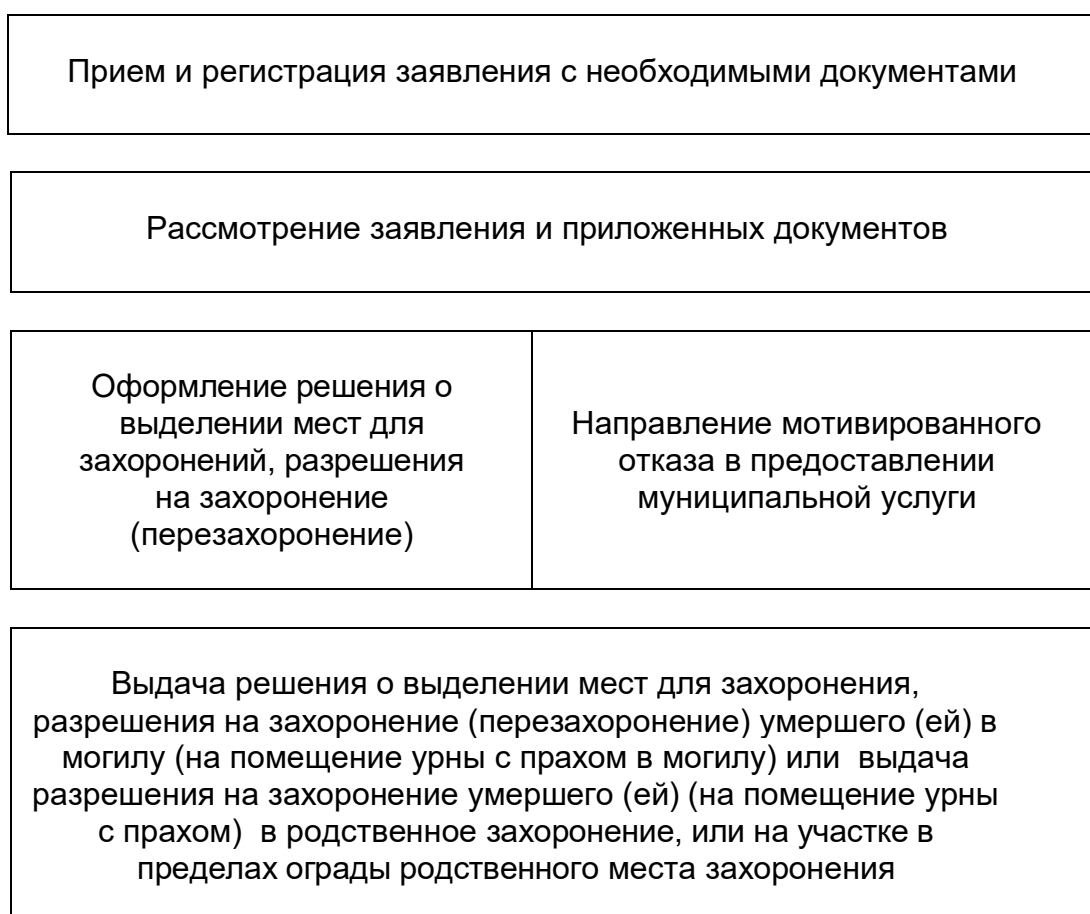 Прием и регистрация заявления с необходимыми документами
Рассмотрение заявления и приложенных документов
Оформление решения о
выделении мест для
захоронений, разрешения
на захоронение
(перезахоронение)
Направление мотивированного
отказа в предоставлении
муниципальной услуги
Выдача решения о выделении мест для захоронения,
разрешения на захоронение (перезахоронение) умершего (ей) в
могилу (на помещение урны с прахом в могилу) или  выдача
разрешения на захоронение умершего (ей) (на помещение урны
с прахом)  в родственное захоронение, или на участке в
пределах ограды родственного места захоронения